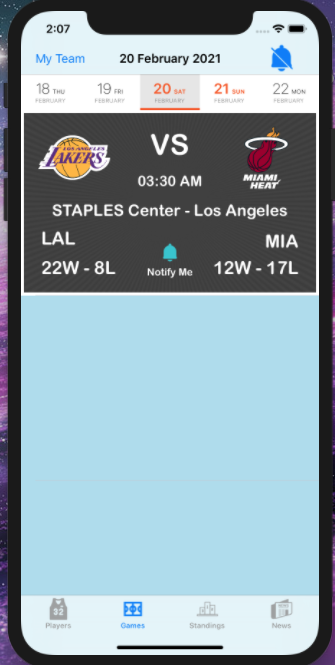 2:07
My Team 20 February 2021
18 THU 19 FRI 20 SAT 21 SUN 22 MON
FEBRUARY FEBRUARY FEBRUARY FEBRUARY FEBRUARY
LOS ANGELES
LAKERS
VS
MIAMI
HEAT
03:30 AM
STAPLES Center - Los Angeles
LAL MIA
22W - 8L Notify Me 12W - 17L
32
Players Games Standings News